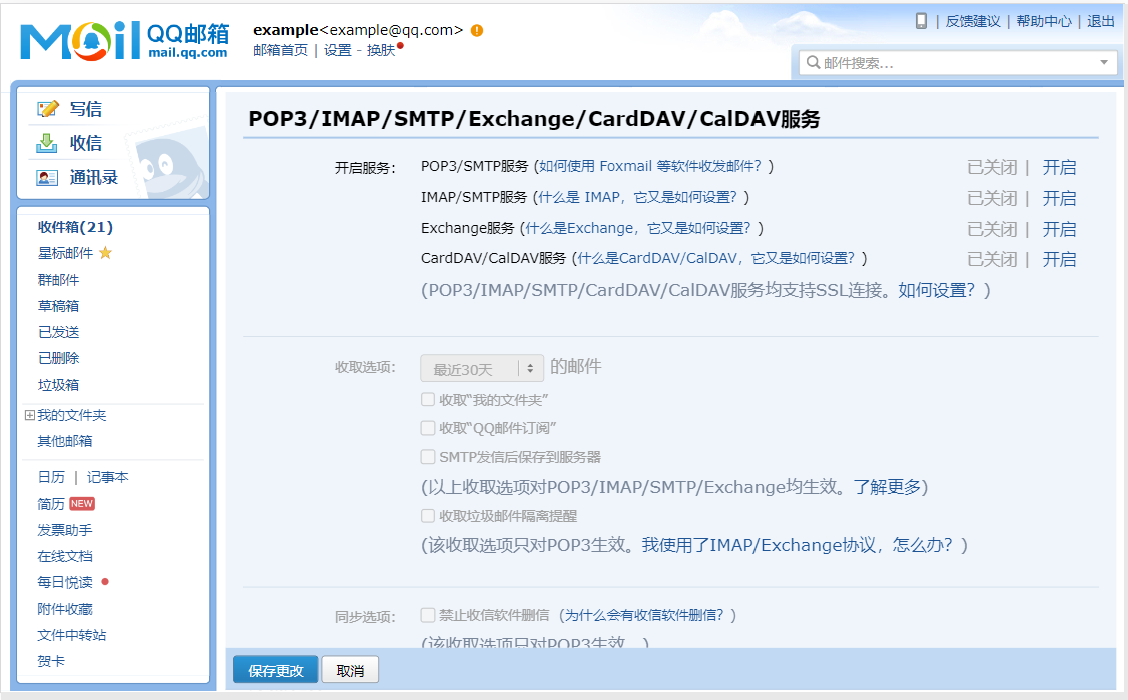 Mail QQ邮箱
mail.qq.com
example<example@qq.com>
邮箱首页 | 设置 - 换肤
| 反馈建议 | 帮助中心 | 退出
邮件搜索...
写信
收信
通讯录
收件箱(21)
星标邮件
群邮件
草稿箱
已发送
已删除
垃圾箱
我的文件夹
其他邮箱
日历 | 记事本
简历 NEW
发票助手
在线文档
每日悦读
附件收藏
文件中转站
贺卡
POP3/IMAP/SMTP/Exchange/CardDAV/CalDAV服务
开启服务： POP3/SMTP服务 (如何使用 Foxmail 等软件收发邮件？) 已关闭 | 开启
IMAP/SMTP服务 (什么是 IMAP，它又是如何设置？) 已关闭 | 开启
Exchange服务 (什么是Exchange，它又是如何设置？) 已关闭 | 开启
CardDAV/CalDAV服务 (什么是CardDAV/CalDAV，它又是如何设置？) 已关闭 | 开启
(POP3/IMAP/SMTP/CardDAV/CalDAV服务均支持SSL连接。如何设置？)
收取选项： 最近30天 的邮件
收取“我的文件夹”
收取“QQ邮件订阅”
SMTP发信后保存到服务器
(以上收取选项对POP3/IMAP/SMTP/Exchange均生效。了解更多)
收取垃圾邮件隔离提醒
(该收取选项只对POP3生效。我使用了IMAP/Exchange协议，怎么办？)
同步选项： 禁止收信软件删信 (为什么会有收信软件删信？)
(该收取选项只对POP3生效。)
保存更改 取消